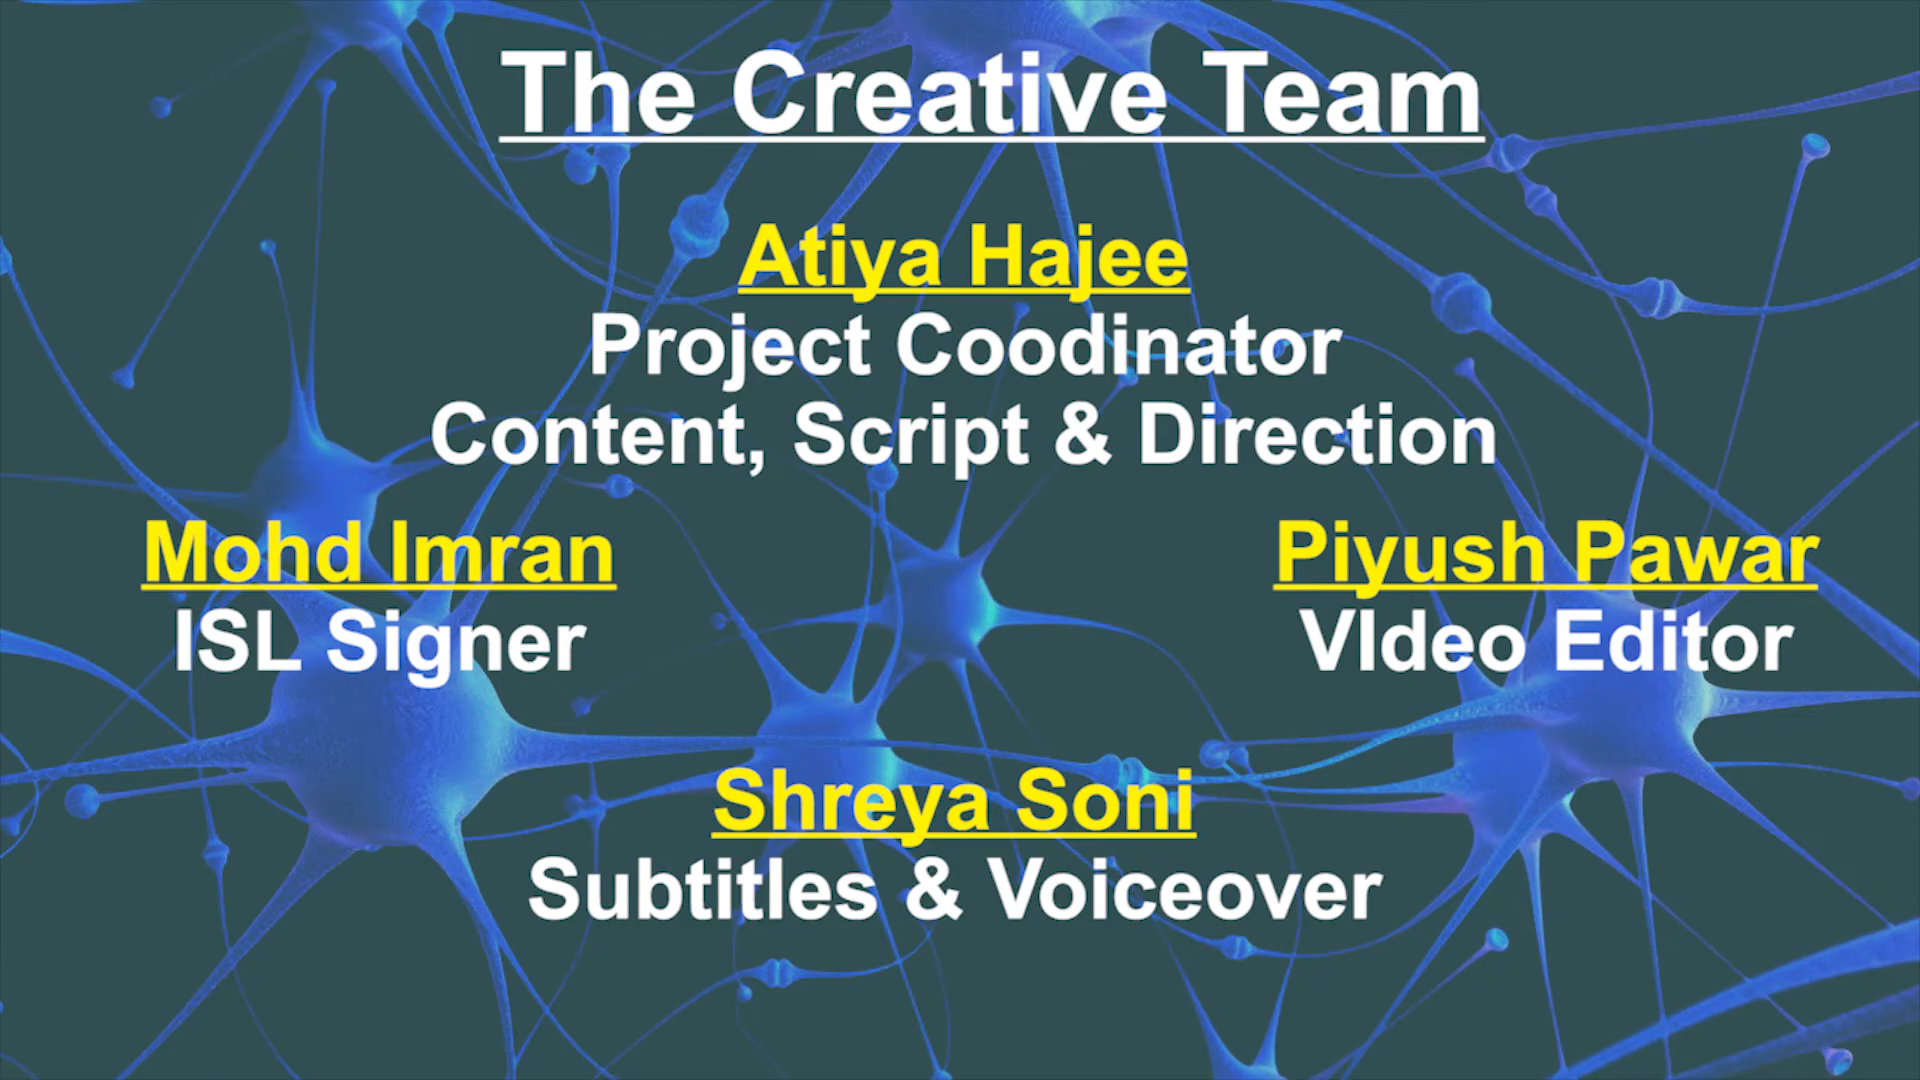 The Creative Team
Atiya Hajee
Project Coodinator
Content, Script & Direction
Mohd Imran
ISL Signer
Piyush Pawar
VIdeo Editor
Shreya Soni
Subtitles & Voiceover